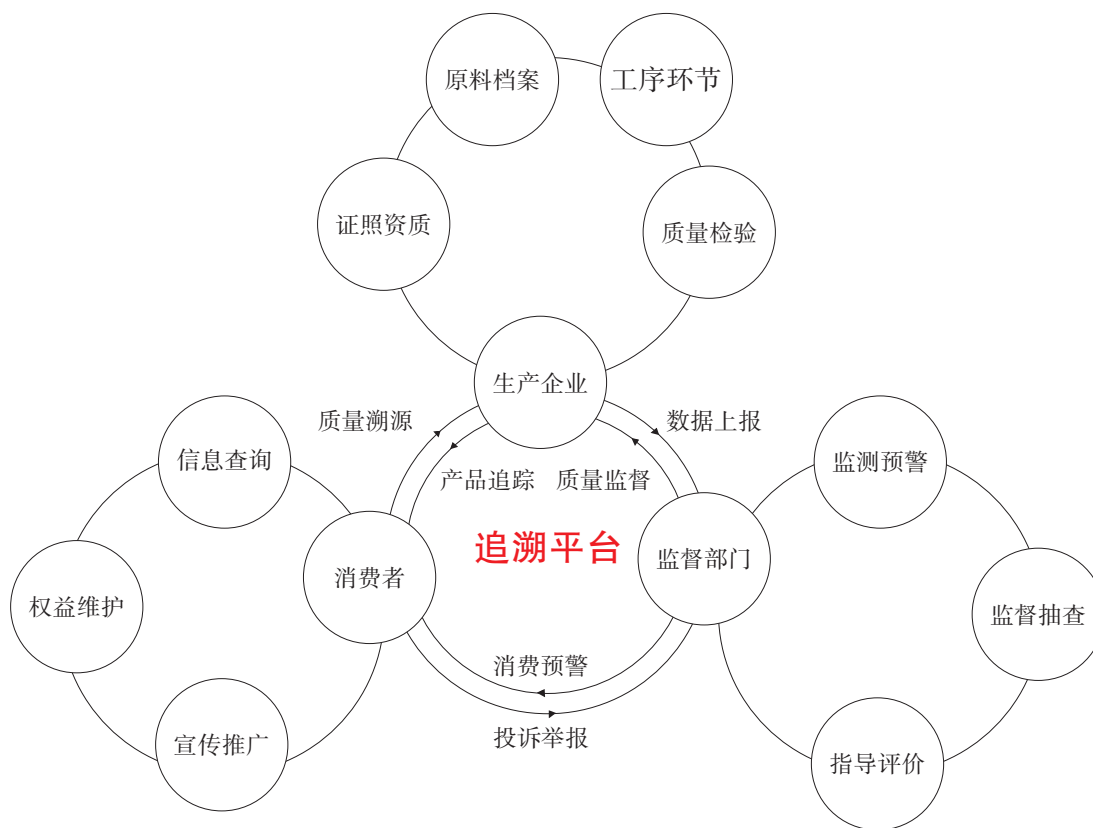 原料档案
工序环节
证照资质
质量检验
生产企业
质量溯源
数据上报
信息查询
监测预警
产品追踪
质量监督
追溯平台
消费者
监督部门
权益维护
监督抽查
消费预警
宣传推广
投诉举报
指导评价